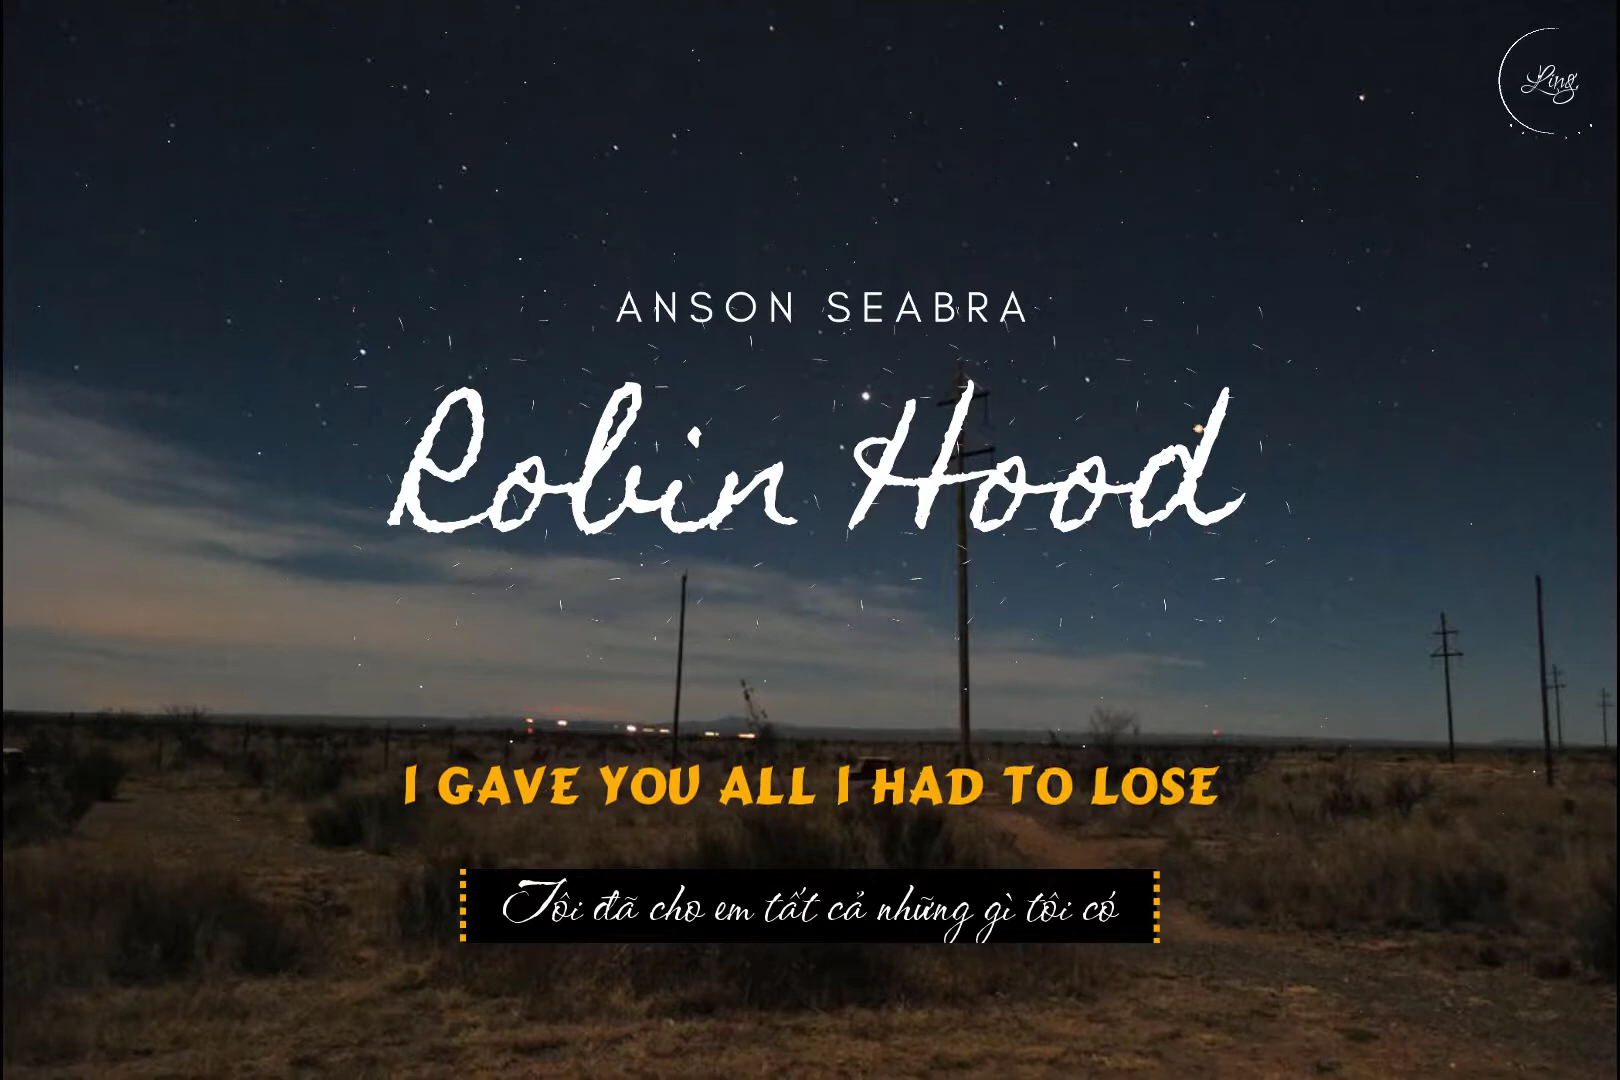 Ling
ANSON SEABRA
Robin Hood
I GAVE YOU ALL I HAD TO LOSE
Tôi đã cho em tất cả những gì tôi có